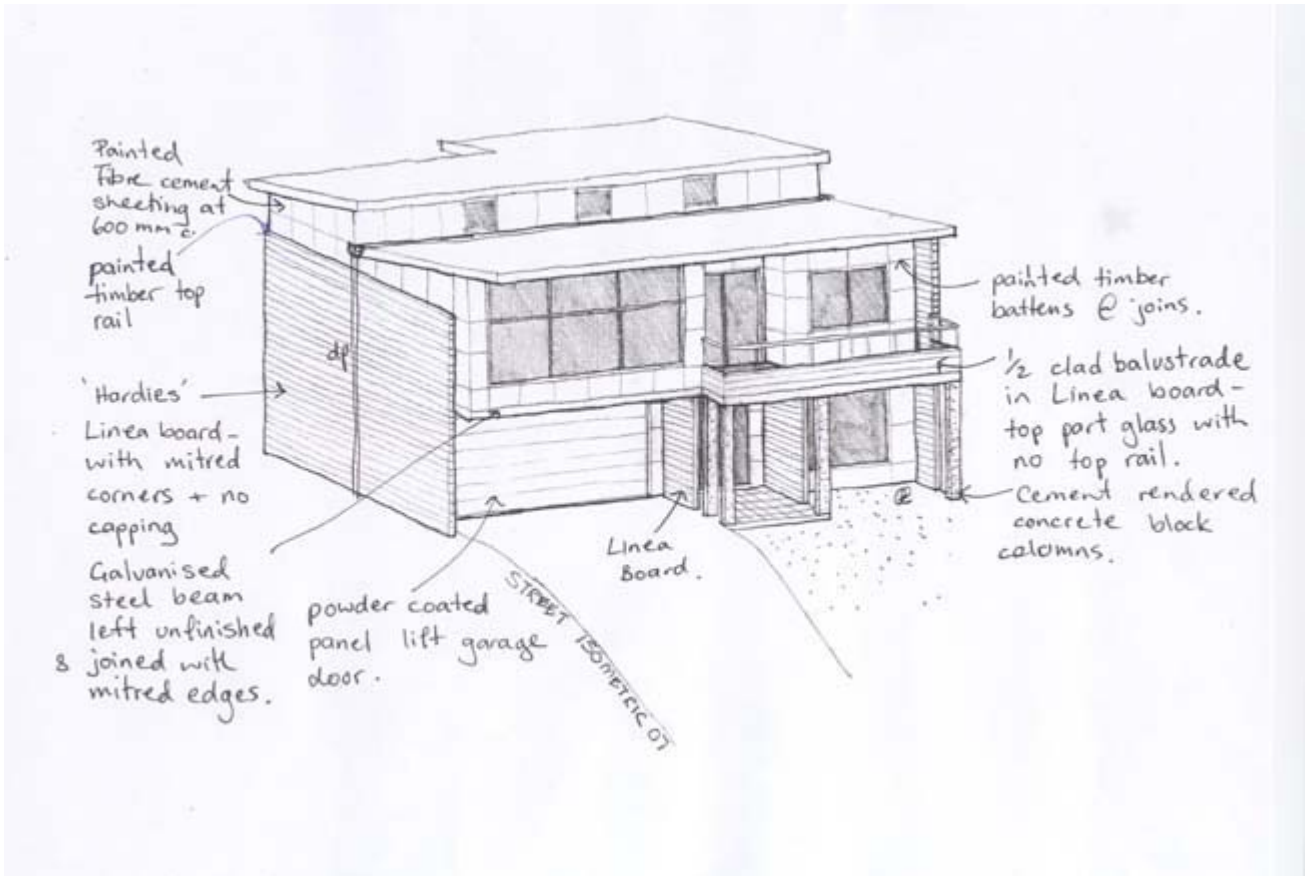 Painted
Fibre cement
sheeting at
600 mm c.
painted
timber top
rail
'Hardies'
Linea board -
with mitred
corners + no
capping
Galvanised
steel beam
left unfinished
& joined with
mitred edges.
dp
powder coated
panel lift garage
door.
Linea
Board.
STREET ISOMETRIC 07
painted timber
battens @ joins.
1/2 clad balustrade
in Linea board -
top part glass with
no top rail.
Cement rendered
concrete block
colomns.